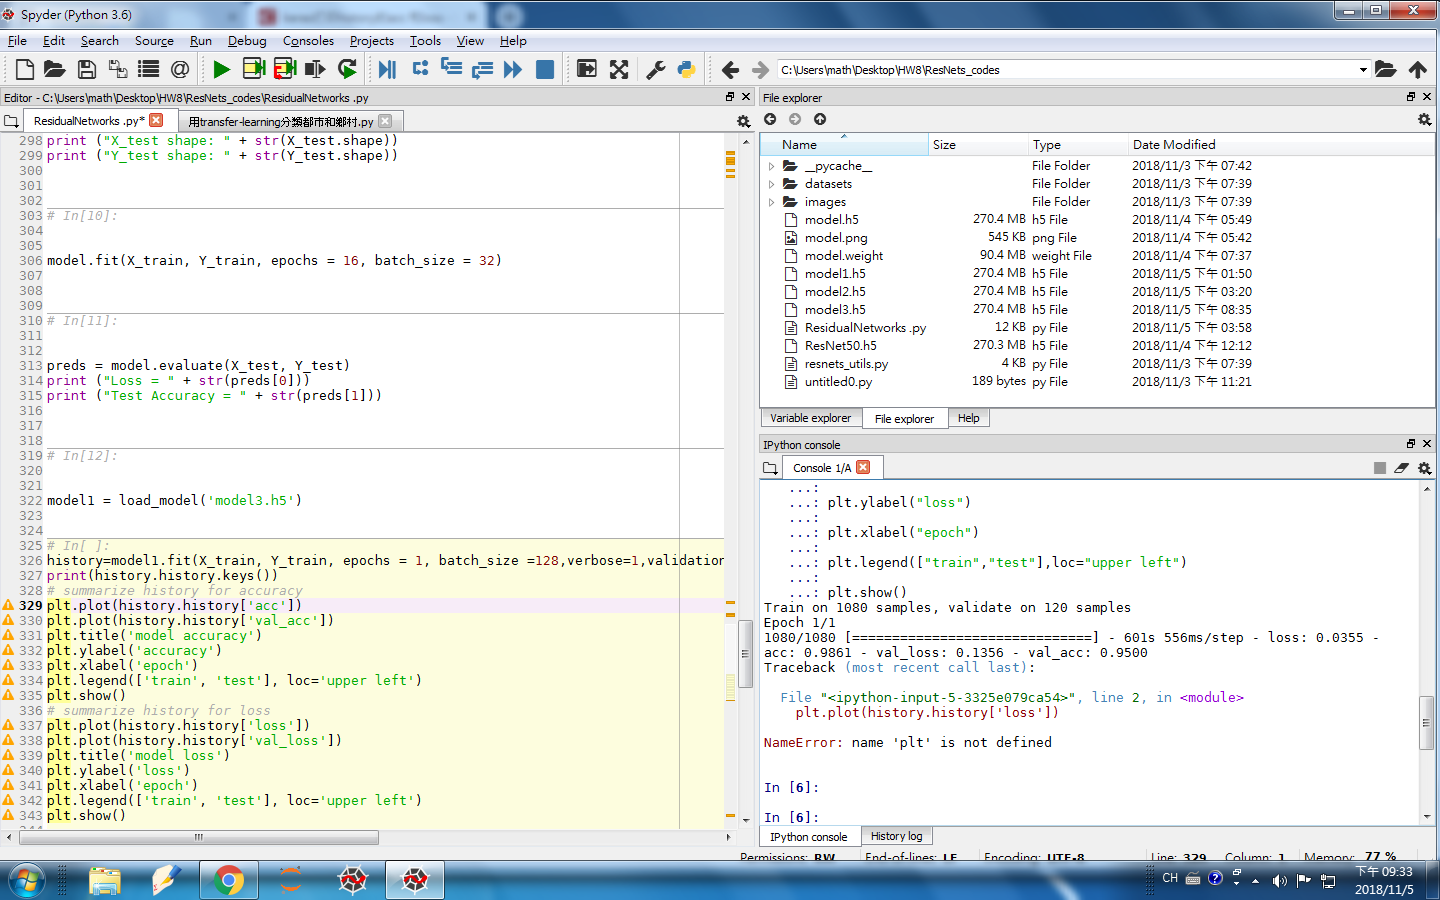 Spyder (Python 3.6)
File Edit Search Source Run Debug Consoles Projects Tools View Help
C:\Users\math\Desktop\HW8\ResNets_codes
Editor - C:\Users\math\Desktop\HW8\ResNets_codes\ResidualNetworks .py
ResidualNetworks .py*
用transfer-learning分類都市和鄉村.py
298 print ("X_test shape: " + str(X_test.shape))
299 print ("Y_test shape: " + str(Y_test.shape))
300
301
302
303 # In[10]:
304
305
306 model.fit(X_train, Y_train, epochs = 16, batch_size = 32)
307
308
309
310 # In[11]:
311
312
313 preds = model.evaluate(X_test, Y_test)
314 print ("Loss = " + str(preds[0]))
315 print ("Test Accuracy = " + str(preds[1]))
316
317
318
319 # In[12]:
320
321
322 model1 = load_model('model3.h5')
323
324
325 # In[ ]:
326 history=model1.fit(X_train, Y_train, epochs = 1, batch_size =128,verbose=1,validation
327 print(history.history.keys())
328 # summarize history for accuracy
329 plt.plot(history.history['acc'])
330 plt.plot(history.history['val_acc'])
331 plt.title('model accuracy')
332 plt.ylabel('accuracy')
333 plt.xlabel('epoch')
334 plt.legend(['train', 'test'], loc='upper left')
335 plt.show()
336 # summarize history for loss
337 plt.plot(history.history['loss'])
338 plt.plot(history.history['val_loss'])
339 plt.title('model loss')
340 plt.ylabel('loss')
341 plt.xlabel('epoch')
342 plt.legend(['train', 'test'], loc='upper left')
343 plt.show()
File explorer
Name Size Type Date Modified
__pycache__ File Folder 2018/11/3 下午 07:42
datasets File Folder 2018/11/3 下午 07:39
images File Folder 2018/11/3 下午 07:39
model.h5 270.4 MB h5 File 2018/11/4 下午 05:49
model.png 545 KB png File 2018/11/4 下午 05:42
model.weight 90.4 MB weight File 2018/11/4 下午 07:37
model1.h5 270.4 MB h5 File 2018/11/5 下午 01:50
model2.h5 270.4 MB h5 File 2018/11/5 下午 03:20
model3.h5 270.4 MB h5 File 2018/11/5 下午 08:35
ResidualNetworks .py 12 KB py File 2018/11/5 下午 03:58
ResNet50.h5 270.3 MB h5 File 2018/11/4 下午 12:12
resnets_utils.py 4 KB py File 2018/11/3 下午 07:39
untitled0.py 189 bytes py File 2018/11/3 下午 11:21
Variable explorer File explorer Help
IPython console
Console 1/A
...:
...: plt.ylabel("loss")
...:
...: plt.xlabel("epoch")
...:
...: plt.legend(["train","test"],loc="upper left")
...:
...: plt.show()
Train on 1080 samples, validate on 120 samples
Epoch 1/1
1080/1080 [==============================] - 601s 556ms/step - loss: 0.0355 -
acc: 0.9861 - val_loss: 0.1356 - val_acc: 0.9500
Traceback (most recent call last):
File "<ipython-input-5-3325e079ca54>", line 2, in <module>
plt.plot(history.history['loss'])
NameError: name 'plt' is not defined
In [6]:
In [6]:
IPython console History log
Permissions: RW End-of-lines: LF Encoding: UTF-8 Line: 329 Column: 1 Memory: 77 %
CH
下午 09:33
2018/11/5